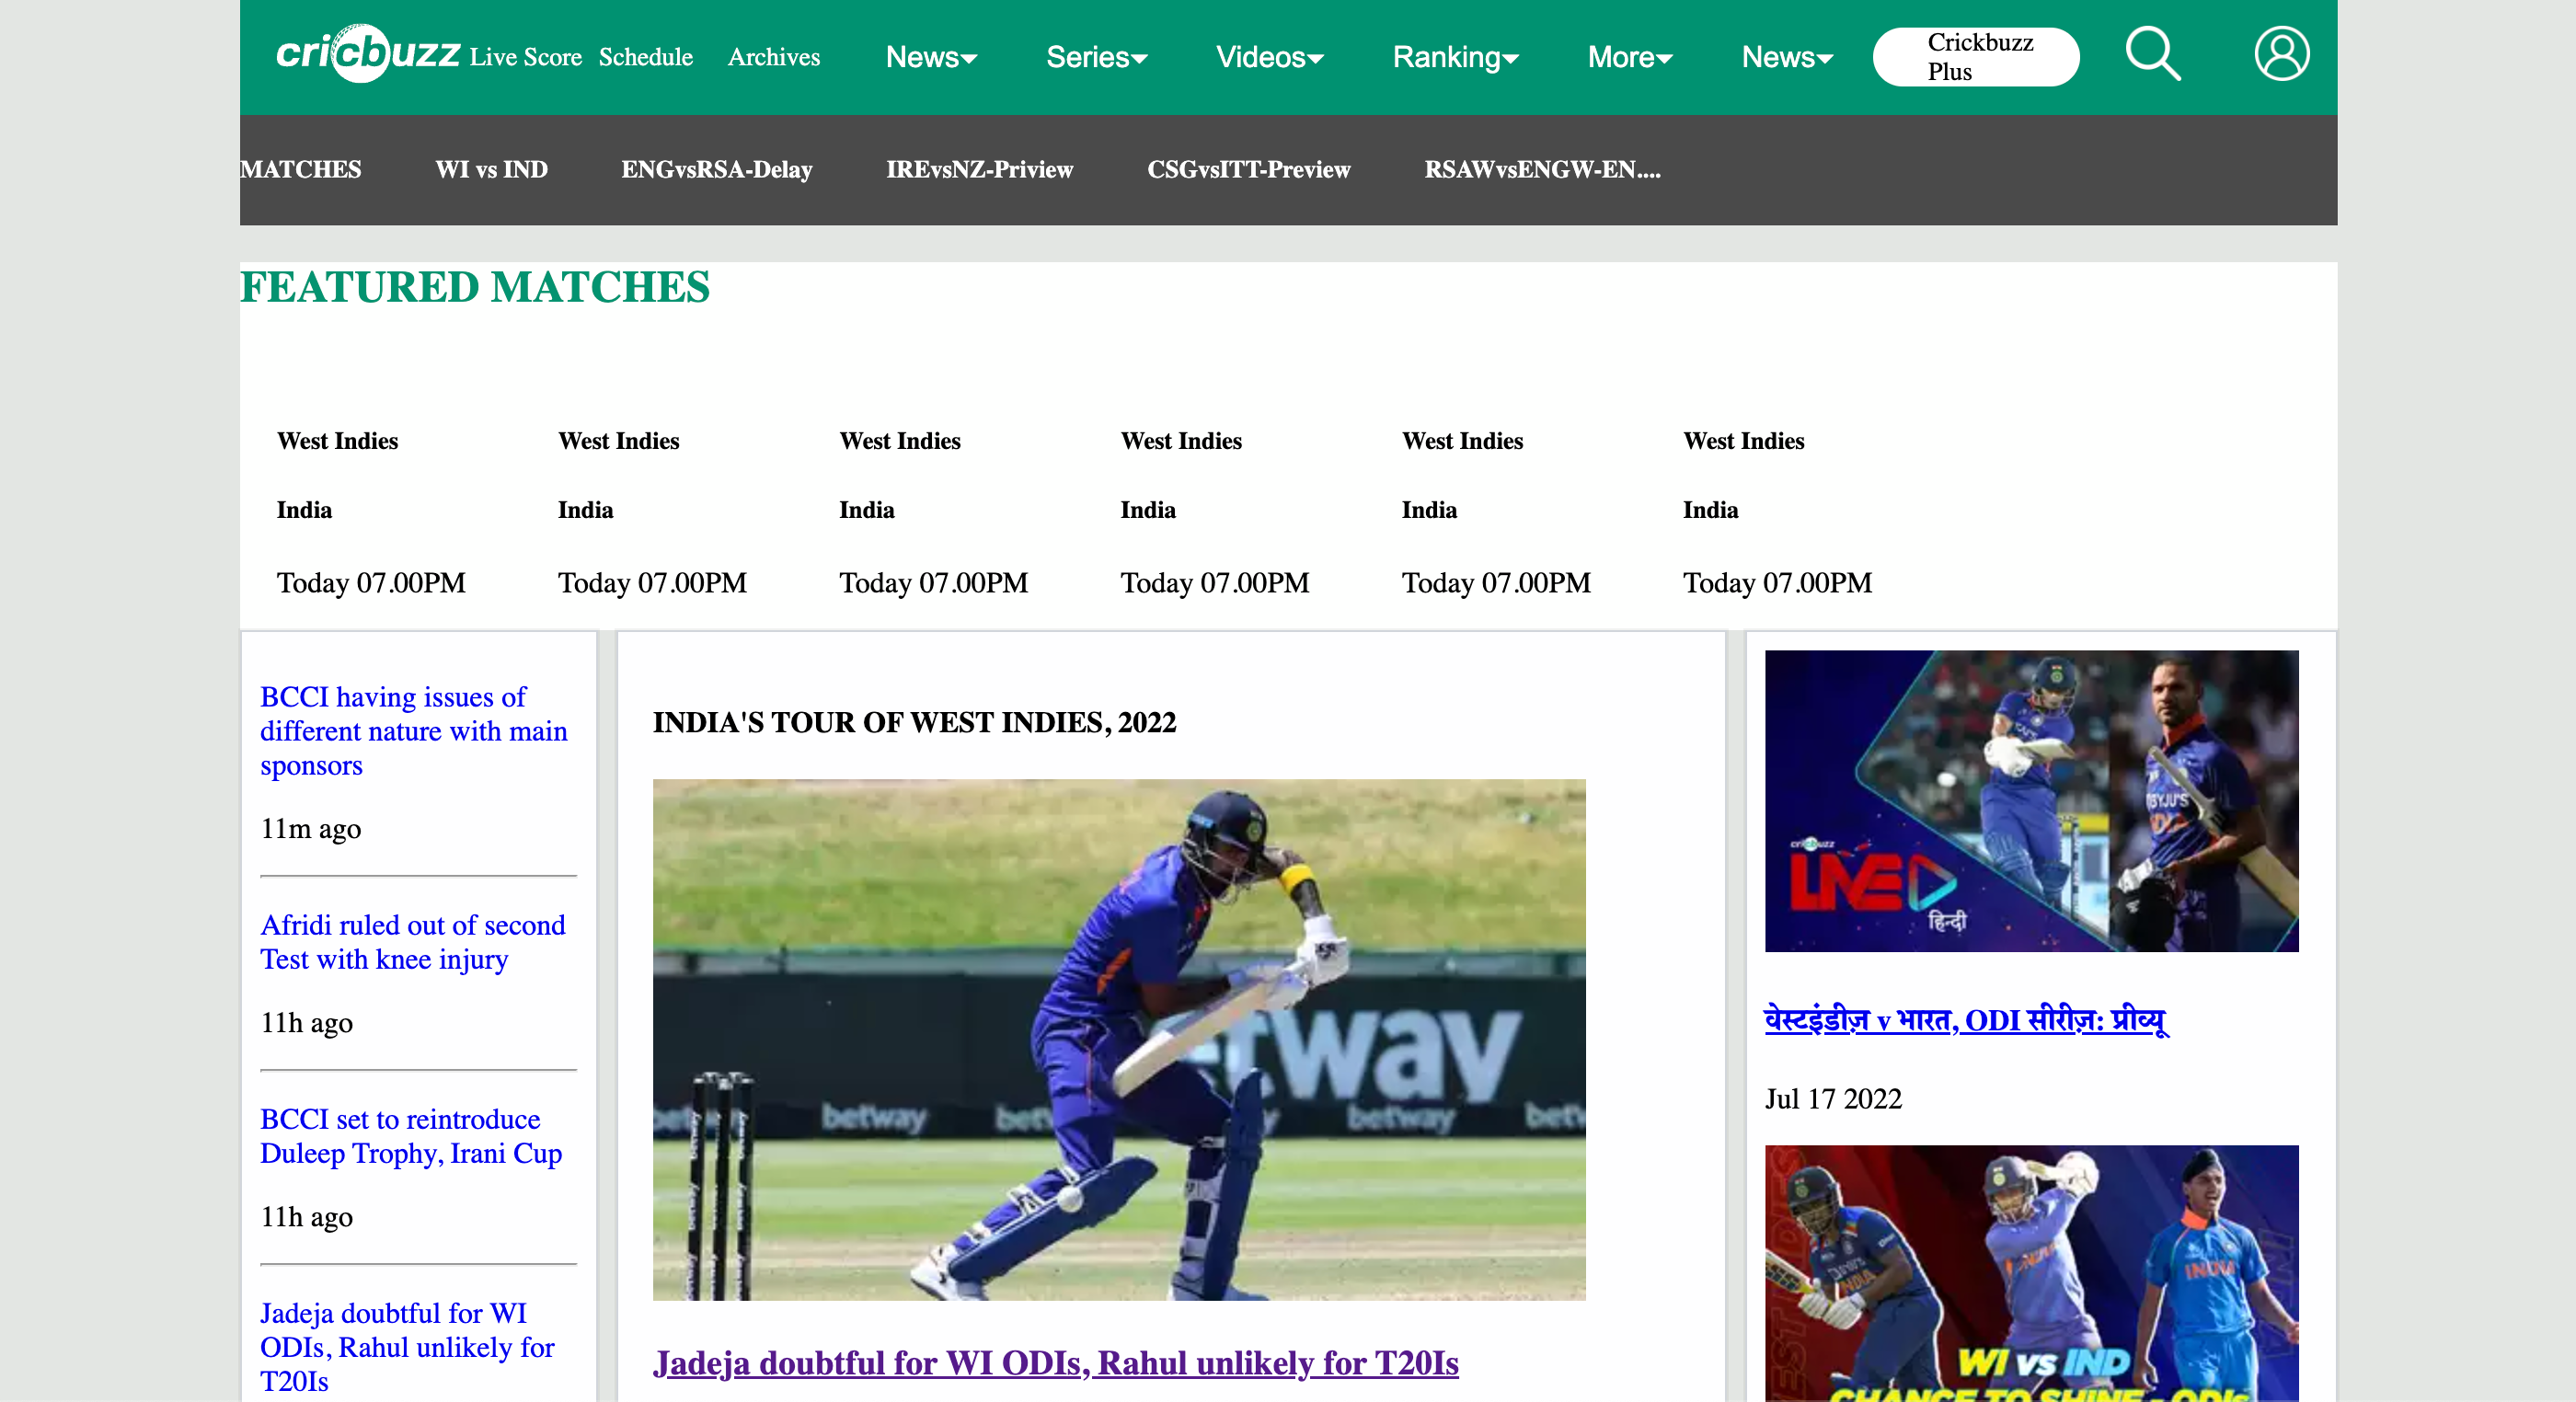 cricbuzz Live Score Schedule Archives News Series Videos Ranking More News Crickbuzz
Plus
MATCHES WI vs IND ENGvsRSA-Delay IREvsNZ-Priview CSGvsITT-Preview RSAWvsENGW-EN....
FEATURED MATCHES
West Indies West Indies West Indies West Indies West Indies West Indies
India India India India India India
Today 07.00PM Today 07.00PM Today 07.00PM Today 07.00PM Today 07.00PM Today 07.00PM
BCCI having issues of
different nature with main
sponsors
11m ago
Afridi ruled out of second
Test with knee injury
11h ago
BCCI set to reintroduce
Duleep Trophy, Irani Cup
11h ago
Jadeja doubtful for WI
ODIs, Rahul unlikely for
T20Is
INDIA'S TOUR OF WEST INDIES, 2022
betway betway
Jadeja doubtful for WI ODIs, Rahul unlikely for T20Is
BYJU'S
cricbuzz
LIVE
हिन्दी
वेस्टइंडीज़ v भारत, ODI सीरीज़: प्रीव्यू
Jul 17 2022
INDIA
INDIA
WI vs IND
CHANCE TO SHINE - ODIs